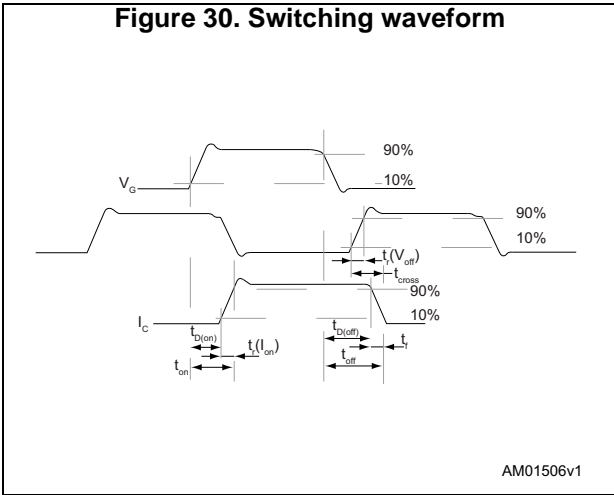 Figure 30. Switching waveform
90%
V_G
10%
90%
10%
t_r(V_off)
t_cross
90%
I_C
10%
t_D(on)
t_D(off)
t_f
t_r(I_on)
t_off
t_on
AM01506v1